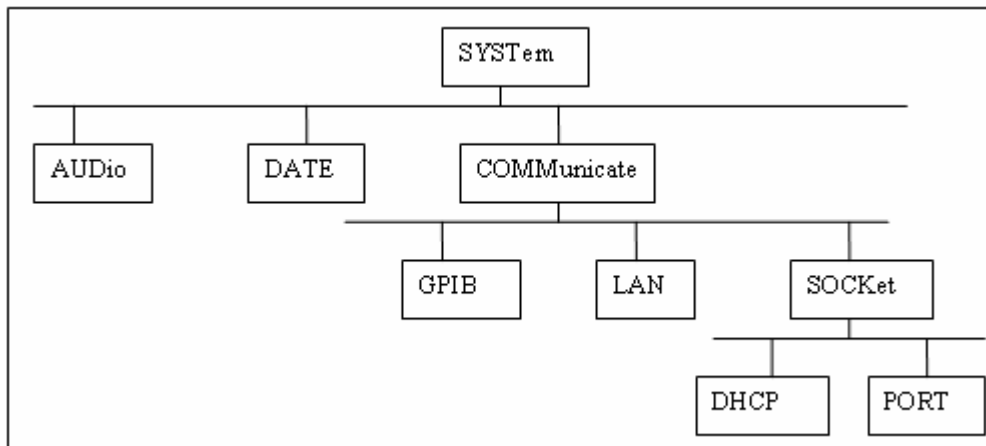 SYSTem
AUDio
DATE
COMMunicate
GPIB
LAN
SOCKet
DHCP
PORT